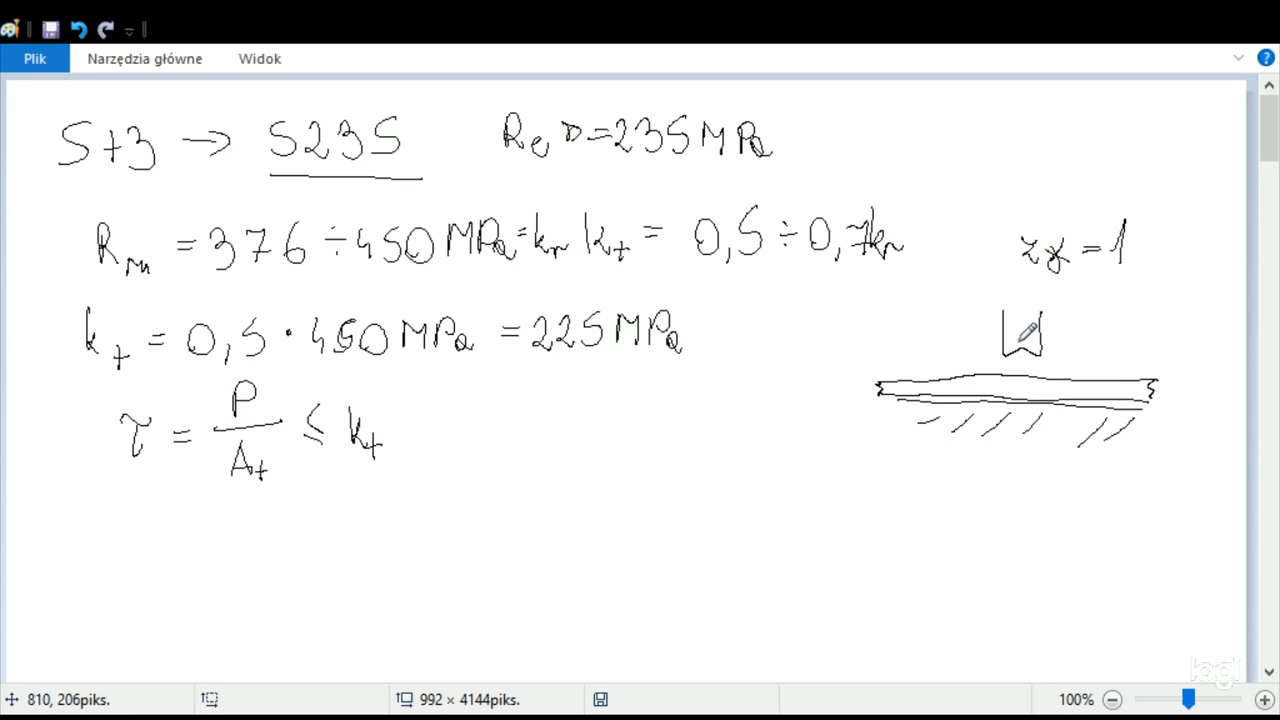 Plik Narzędzia główne Widok
St3 → S235 Re = 235 MPa
Rm = 376 ÷ 450 MPa = kr kt = 0,5 ÷ 0,7kr
z = 1
kt = 0,5 · 450 MPa = 225 MPa
τ = P / At ≤ kt
logi
810, 206piks. 992 × 4144piks. 100%